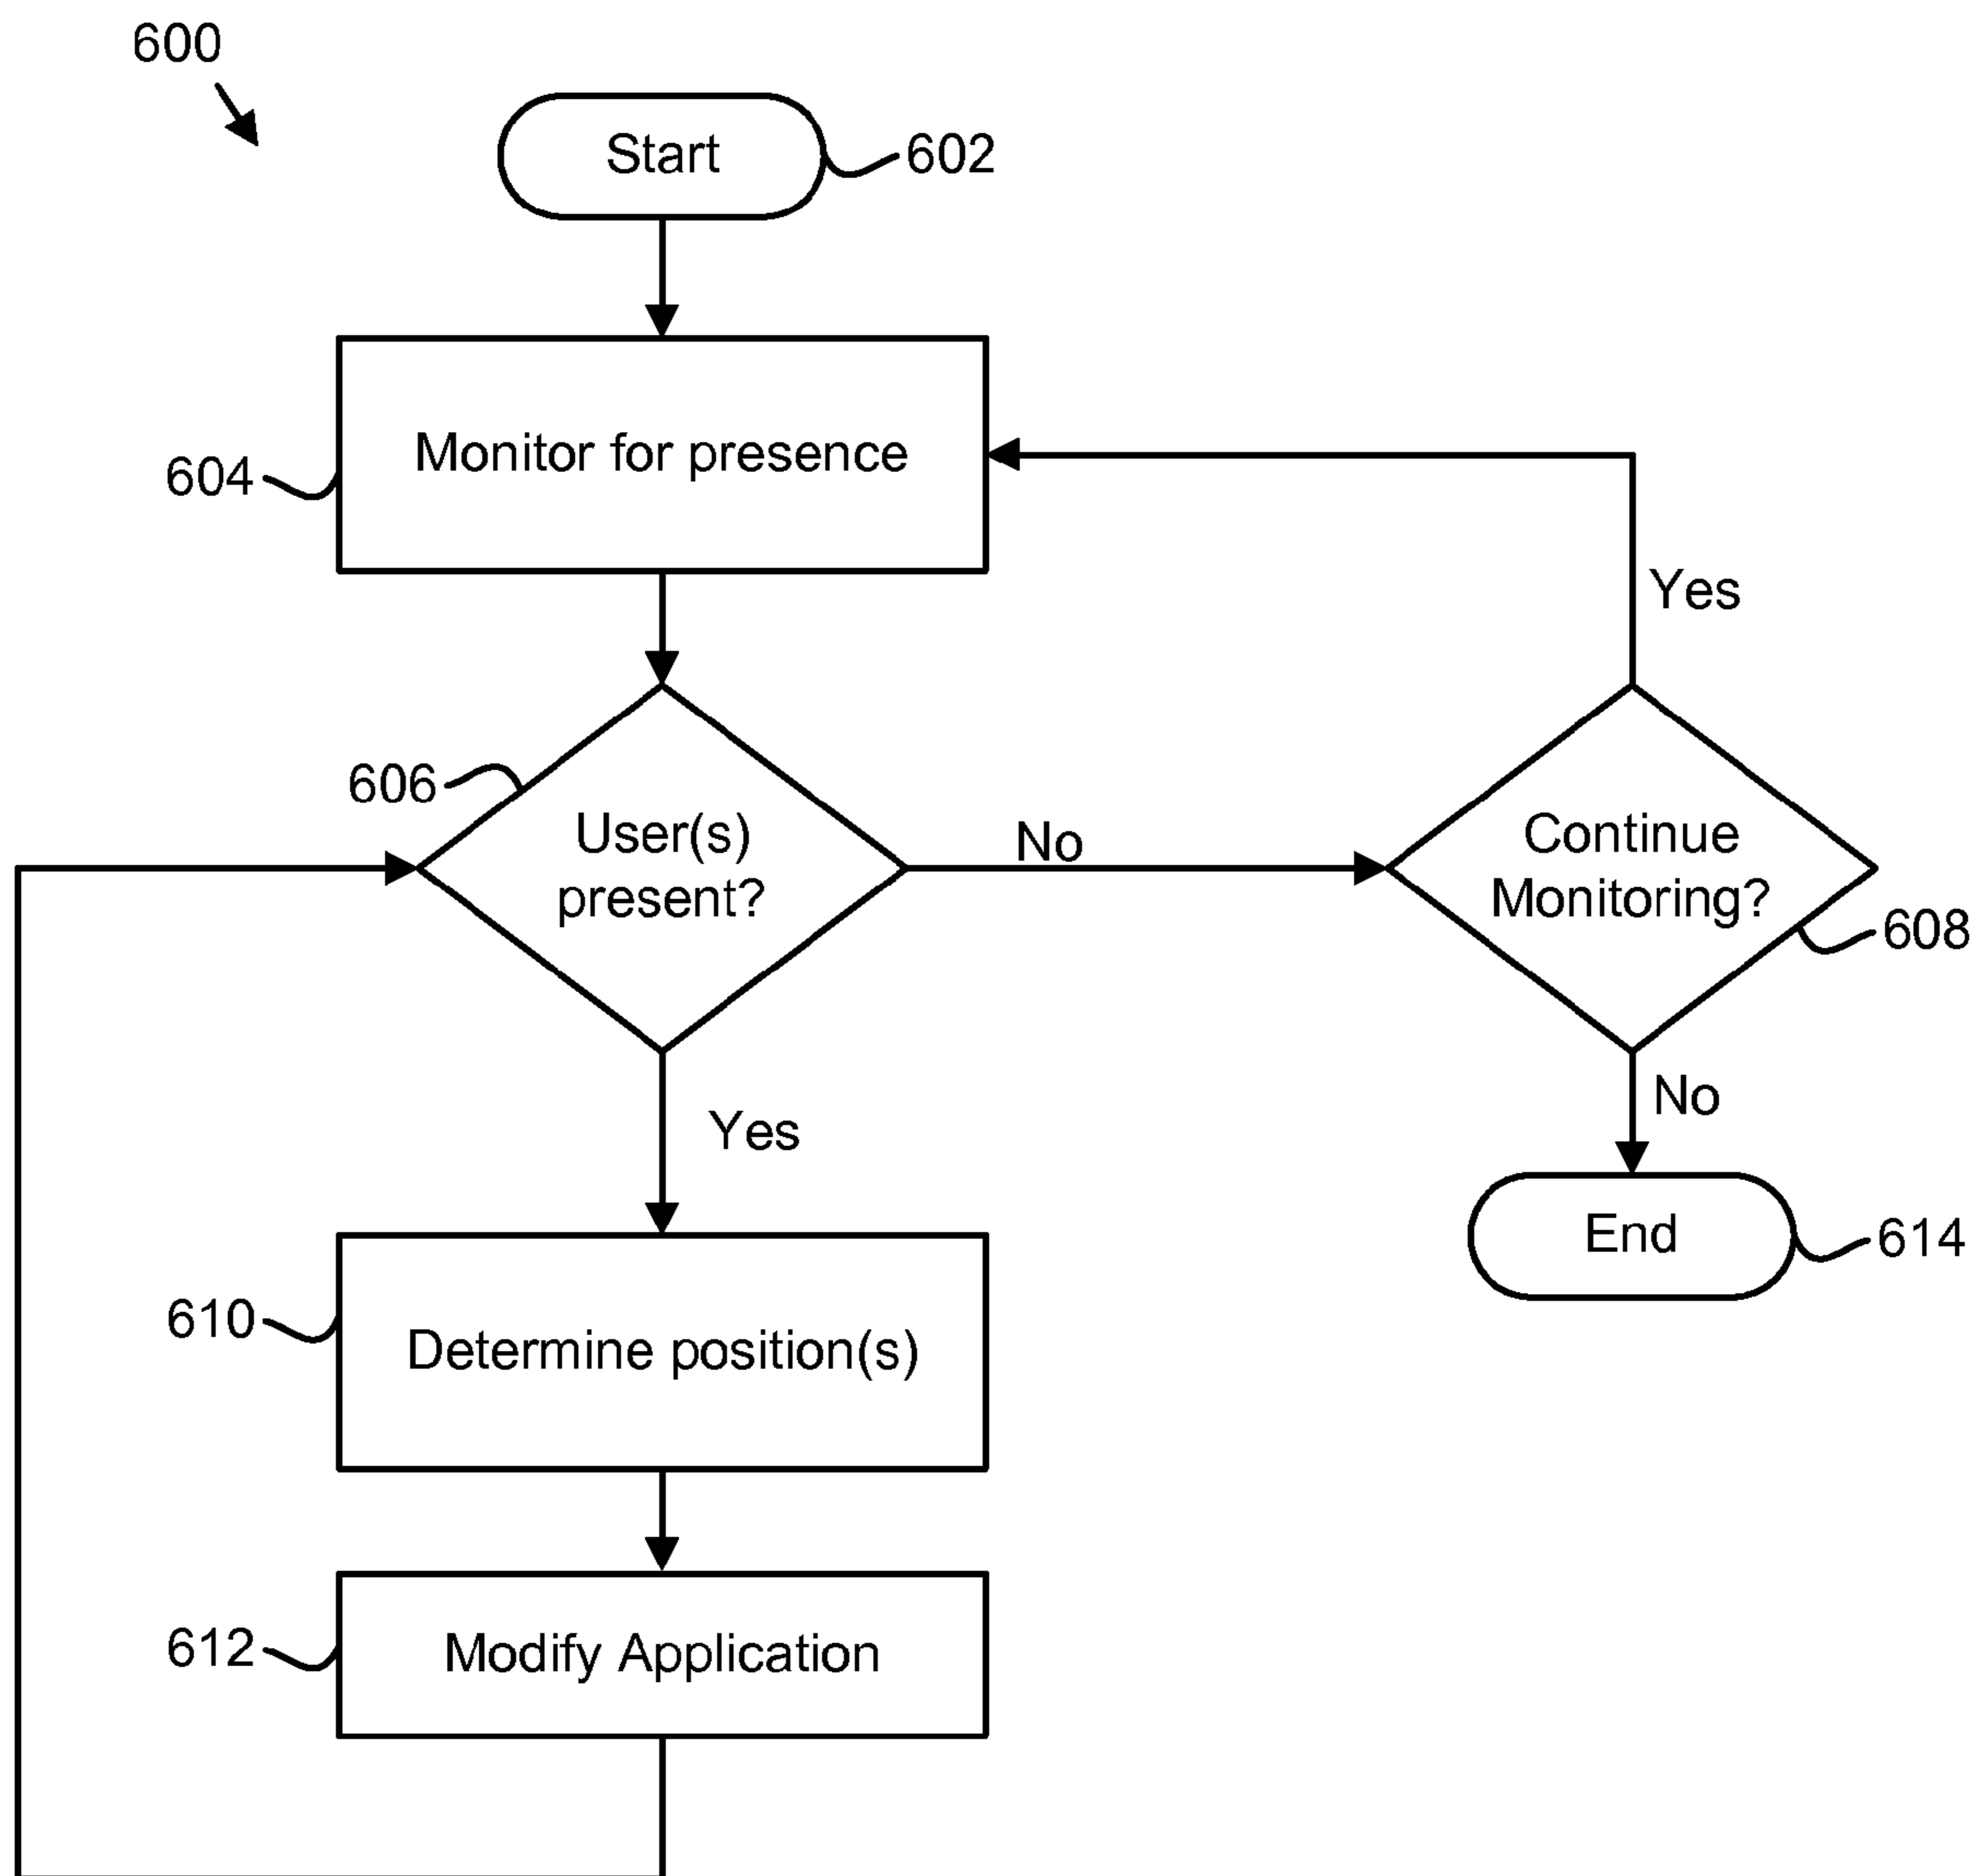 600
Start
602
Monitor for presence
604
Yes
606
User(s)
present?
No
Continue
Monitoring?
608
Yes
No
End
614
610
Determine position(s)
612
Modify Application